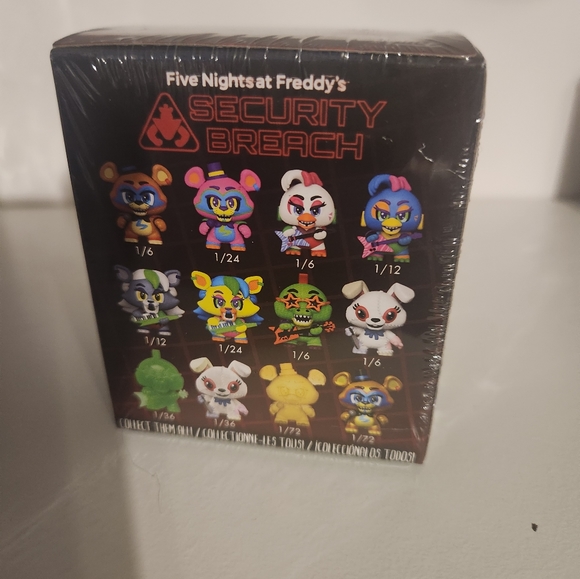 Five Nights at Freddy's
SECURITY
BREACH
1/6 1/24 1/6 1/12
1/12 1/24 1/6 1/6
1/36 1/36 1/72 1/72
COLLECT THEM ALL! / COLLECTIONNE-LES TOUS! / ¡COLECCIÓNALOS TODOS!